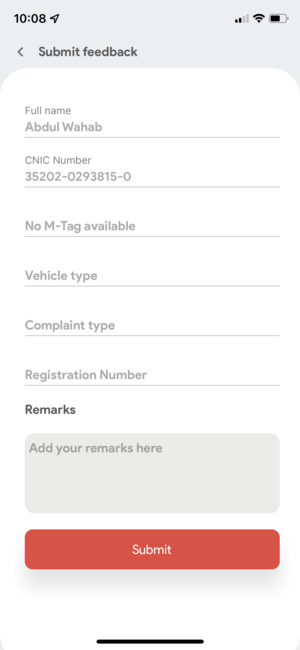 10:08
Submit feedback
Full name
Abdul Wahab
CNIC Number
35202-0293815-0
No M-Tag available
Vehicle type
Complaint type
Registration Number
Remarks
Add your remarks here
Submit